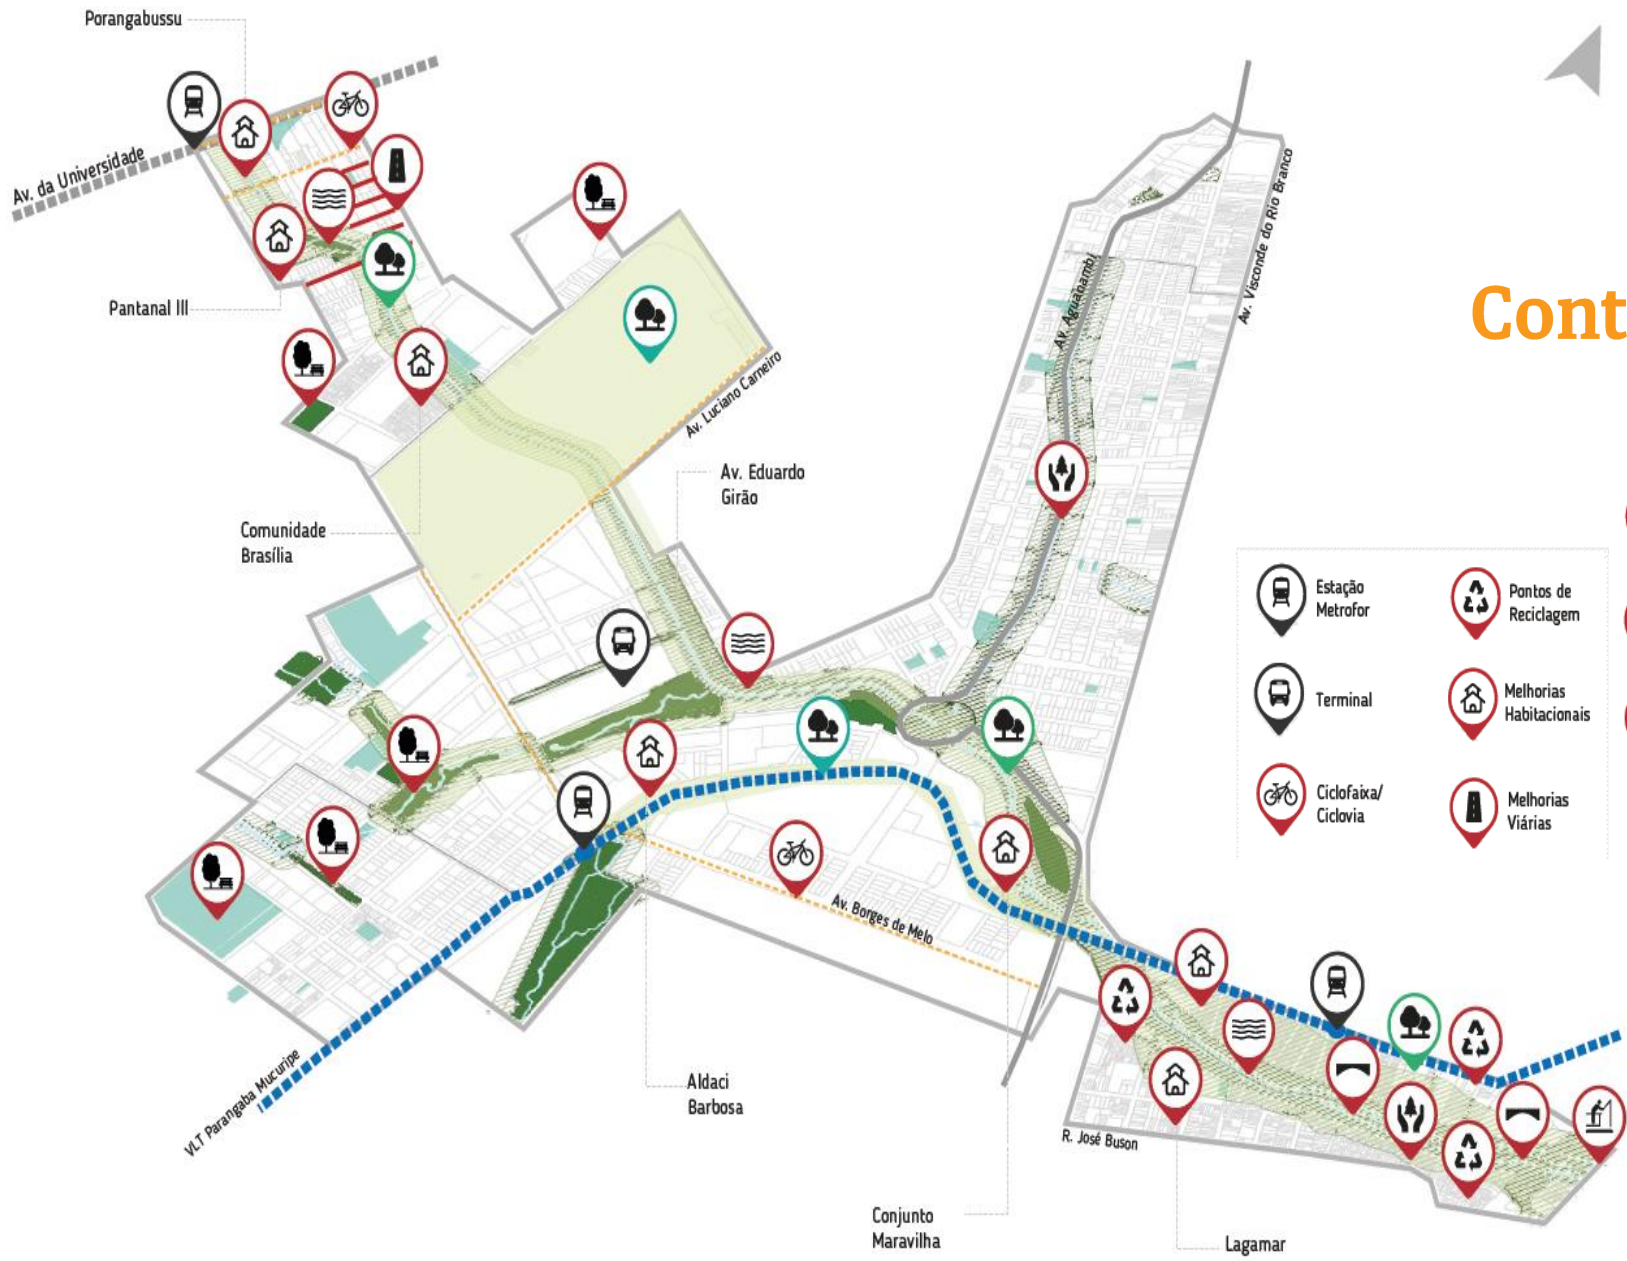 Porangabussu
Av. da Universidade
Pantanal III
Av. Visconde do Rio Branco
Av. Aguanambi
Cont
Av. Luciano Carneiro
Av. Eduardo
Girão
Comunidade
Brasília
Estação
Metrofor
Pontos de
Reciclagem
Terminal
Melhorias
Habitacionais
Ciclofaixa/
Ciclovia
Melhorias
Viárias
Av. Borges de Melo
VLT Parangaba Mucuripe
Aldaci
Barbosa
R. José Buson
Conjunto
Maravilha
Lagamar